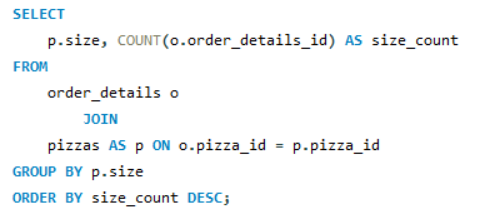 SELECT
p.size, COUNT(o.order_details_id) AS size_count
FROM
order_details o
JOIN
pizzas AS p ON o.pizza_id = p.pizza_id
GROUP BY p.size
ORDER BY size_count DESC;